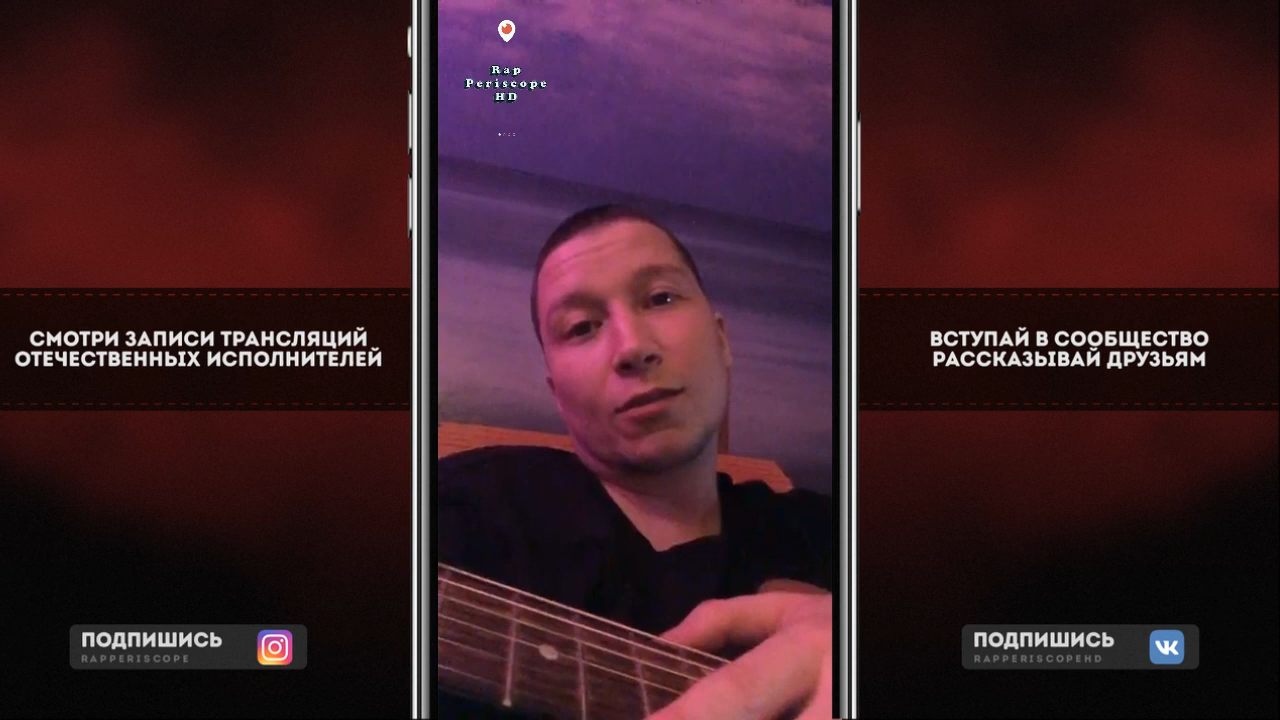 Rap
Periscope
HD
СМОТРИ ЗАПИСИ ТРАНСЛЯЦИЙ
ОТЕЧЕСТВЕННЫХ ИСПОЛНИТЕЛЕЙ
ВСТУПАЙ В СООБЩЕСТВО
РАССКАЗЫВАЙ ДРУЗЬЯМ
ПОДПИШИСЬ
RAPPERISCOPE
ПОДПИШИСЬ
RAPPERISCOPEHD